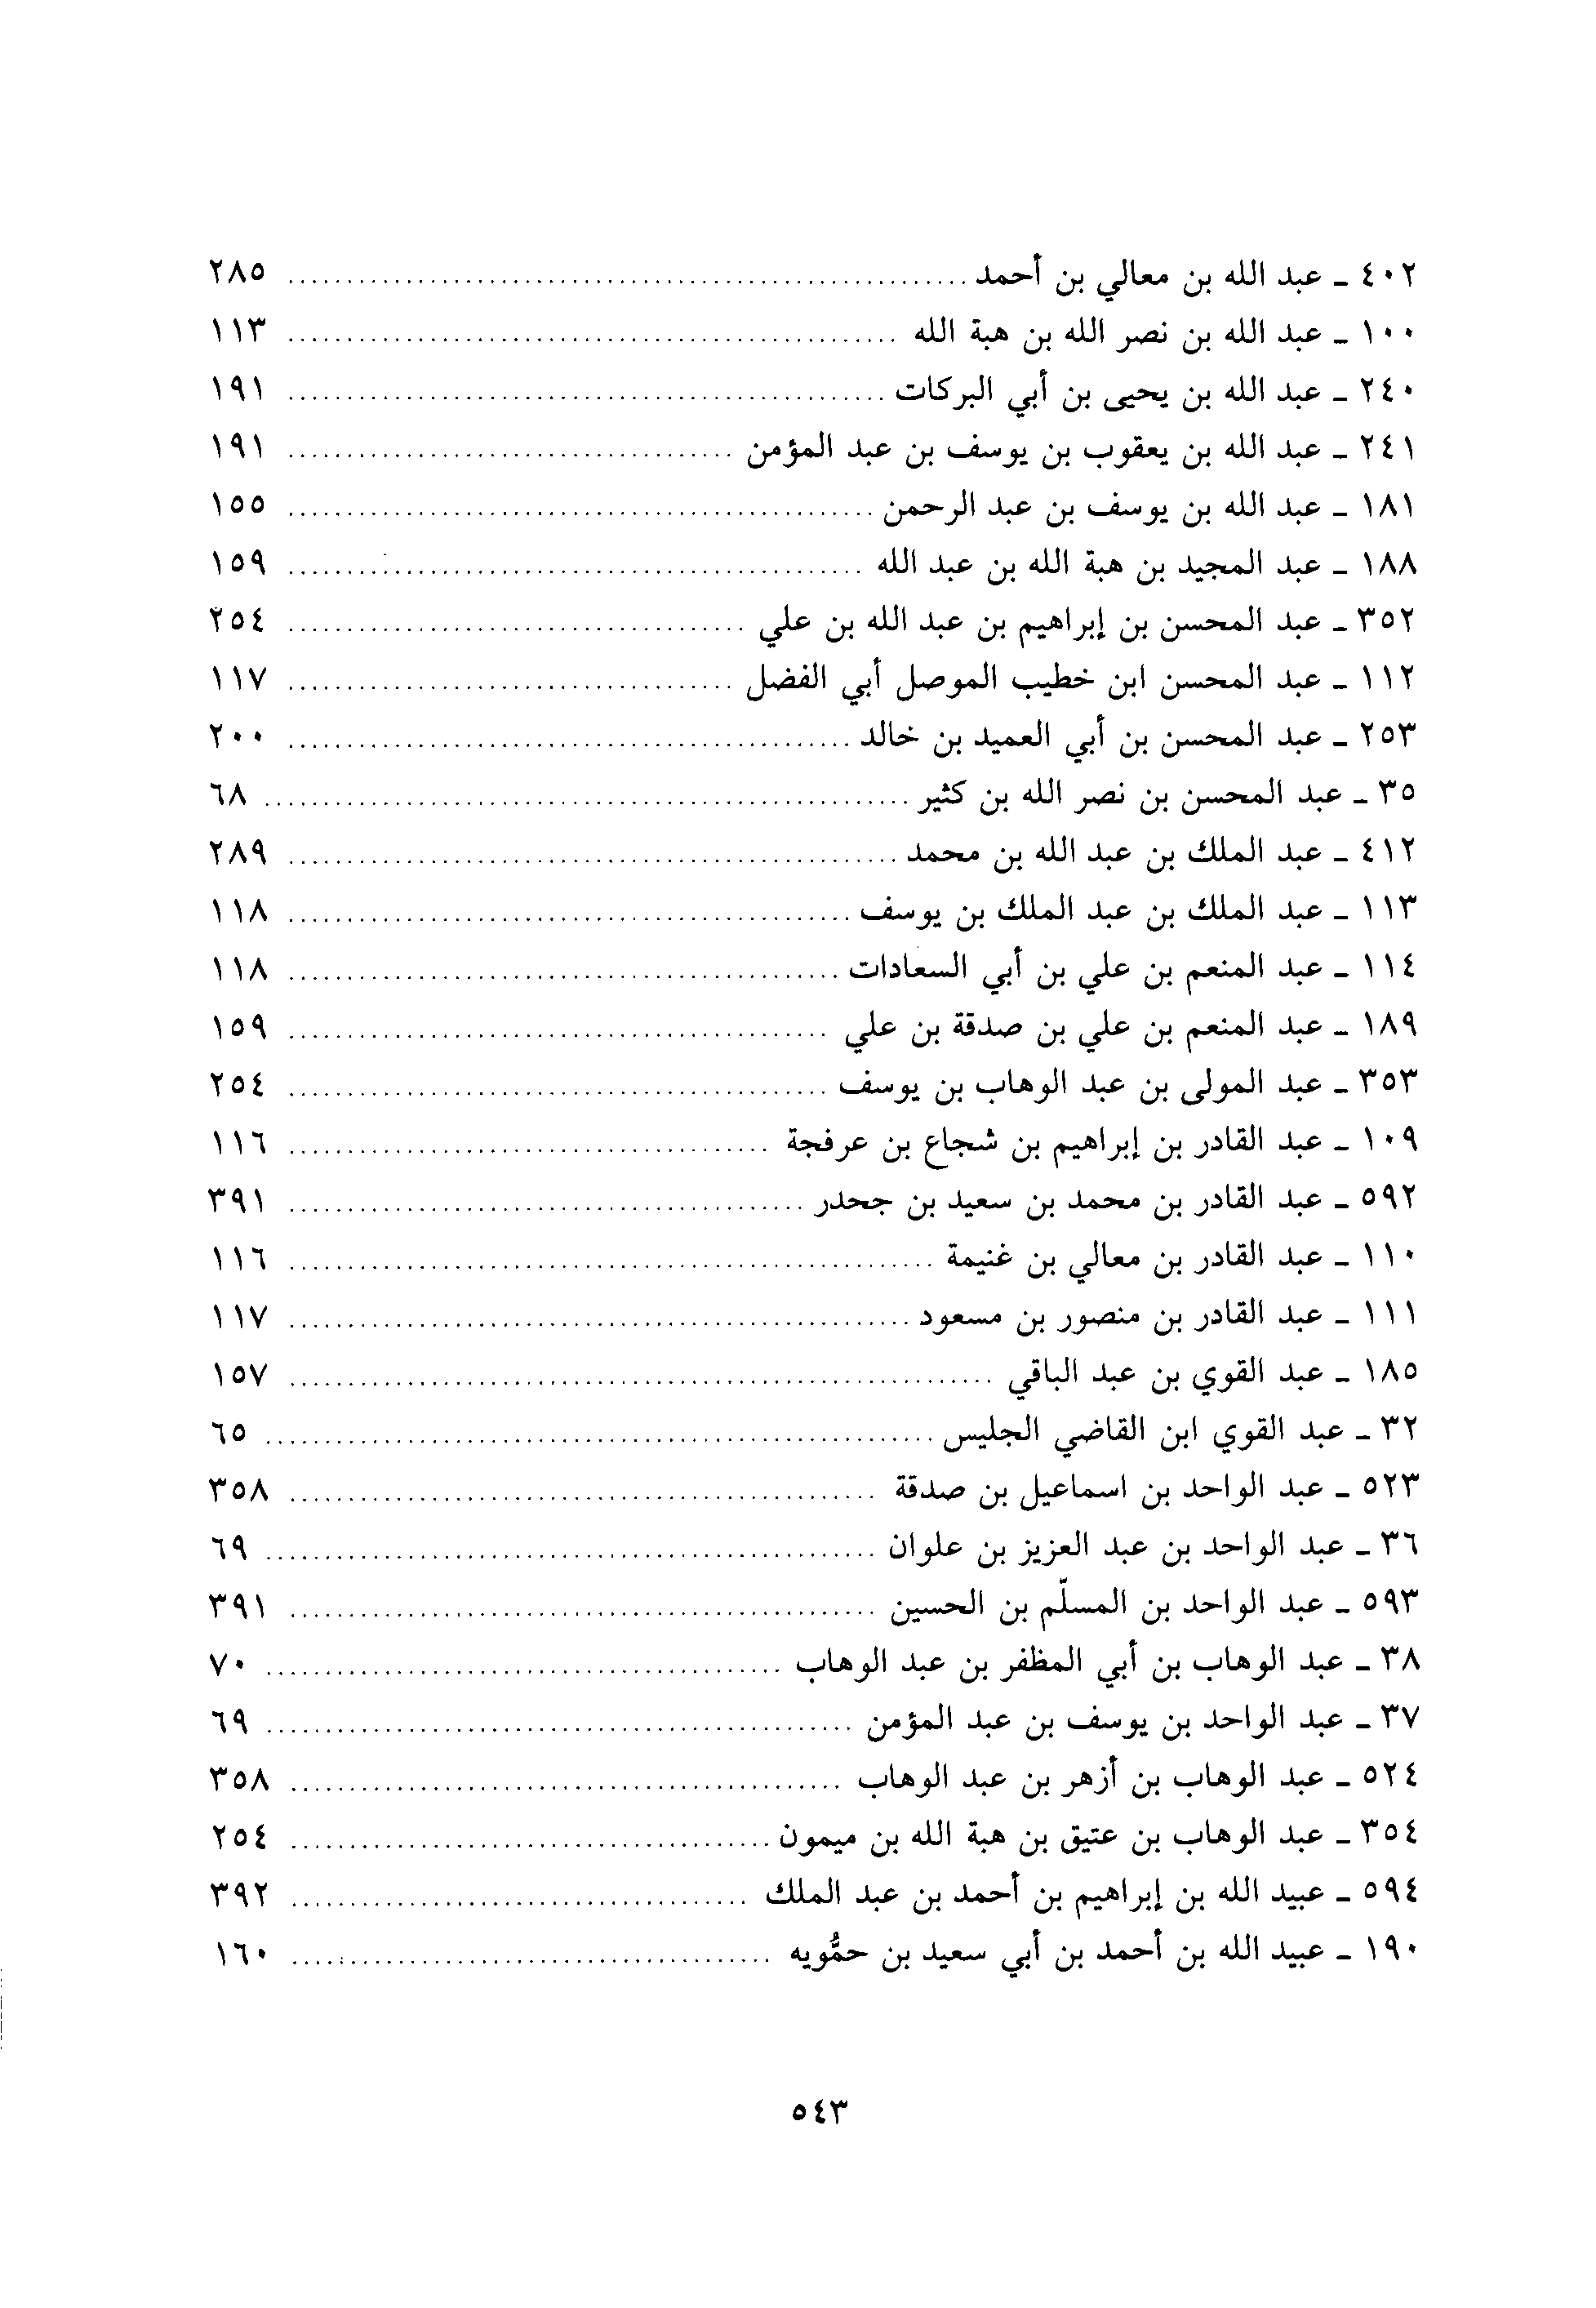 ٤٠٢ ـ عبد الله بن معالي بن أحمد ........ ٢٨٥
١٠٠ ـ عبد الله بن نصر الله بن هبة الله ........ ١١٣
٢٤٠ ـ عبد الله بن يحيى بن أبي البركات ........ ١٩١
٢٤١ ـ عبد الله بن يعقوب بن يوسف بن عبد المؤمن ........ ١٩١
١٨١ ـ عبد الله بن يوسف بن عبد الرحمن ........ ١٥٥
١٨٨ ـ عبد المجيد بن هبة الله بن عبد الله ........ ١٥٩
٣٥٢ ـ عبد المحسن بن إبراهيم بن عبد الله بن علي ........ ٢٥٤
١١٢ ـ عبد المحسن ابن خطيب الموصل أبي الفضل ........ ١١٧
٢٥٣ ـ عبد المحسن بن أبي العميد بن خالد ........ ٢٠٠
٣٥ ـ عبد المحسن بن نصر الله بن كثير ........ ٦٨
٤١٢ ـ عبد الملك بن عبد الله بن محمد ........ ٢٨٩
١١٣ ـ عبد الملك بن عبد الملك بن يوسف ........ ١١٨
١١٤ ـ عبد المنعم بن علي بن أبي السعادات ........ ١١٨
١٨٩ ـ عبد المنعم بن علي بن صدقة بن علي ........ ١٥٩
٣٥٣ ـ عبد المولى بن عبد الوهاب بن يوسف ........ ٢٥٤
١٠٩ ـ عبد القادر بن إبراهيم بن شجاع بن عرفجة ........ ١١٦
٥٩٢ ـ عبد القادر بن محمد بن سعيد بن جحدر ........ ٣٩١
١١٠ ـ عبد القادر بن معالي بن غنيمة ........ ١١٦
١١١ ـ عبد القادر بن منصور بن مسعود ........ ١١٧
١٨٥ ـ عبد القوي بن عبد الباقي ........ ١٥٧
٣٢ ـ عبد القوي ابن القاضي الجليس ........ ٦٥
٥٢٣ ـ عبد الواحد بن اسماعيل بن صدقة ........ ٣٥٨
٣٦ ـ عبد الواحد بن عبد العزيز بن علوان ........ ٦٩
٥٩٣ ـ عبد الواحد بن المسلّم بن الحسين ........ ٣٩١
٣٨ ـ عبد الوهاب بن أبي المظفر بن عبد الوهاب ........ ٧٠
٣٧ ـ عبد الواحد بن يوسف بن عبد المؤمن ........ ٦٩
٥٢٤ ـ عبد الوهاب بن أزهر بن عبد الوهاب ........ ٣٥٨
٣٥٤ ـ عبد الوهاب بن عتيق بن هبة الله بن ميمون ........ ٢٥٤
٥٩٤ ـ عبيد الله بن إبراهيم بن أحمد بن عبد الملك ........ ٣٩٢
١٩٠ ـ عبيد الله بن أحمد بن أبي سعيد بن حمُّويه ........ ١٦٠
٥٤٣